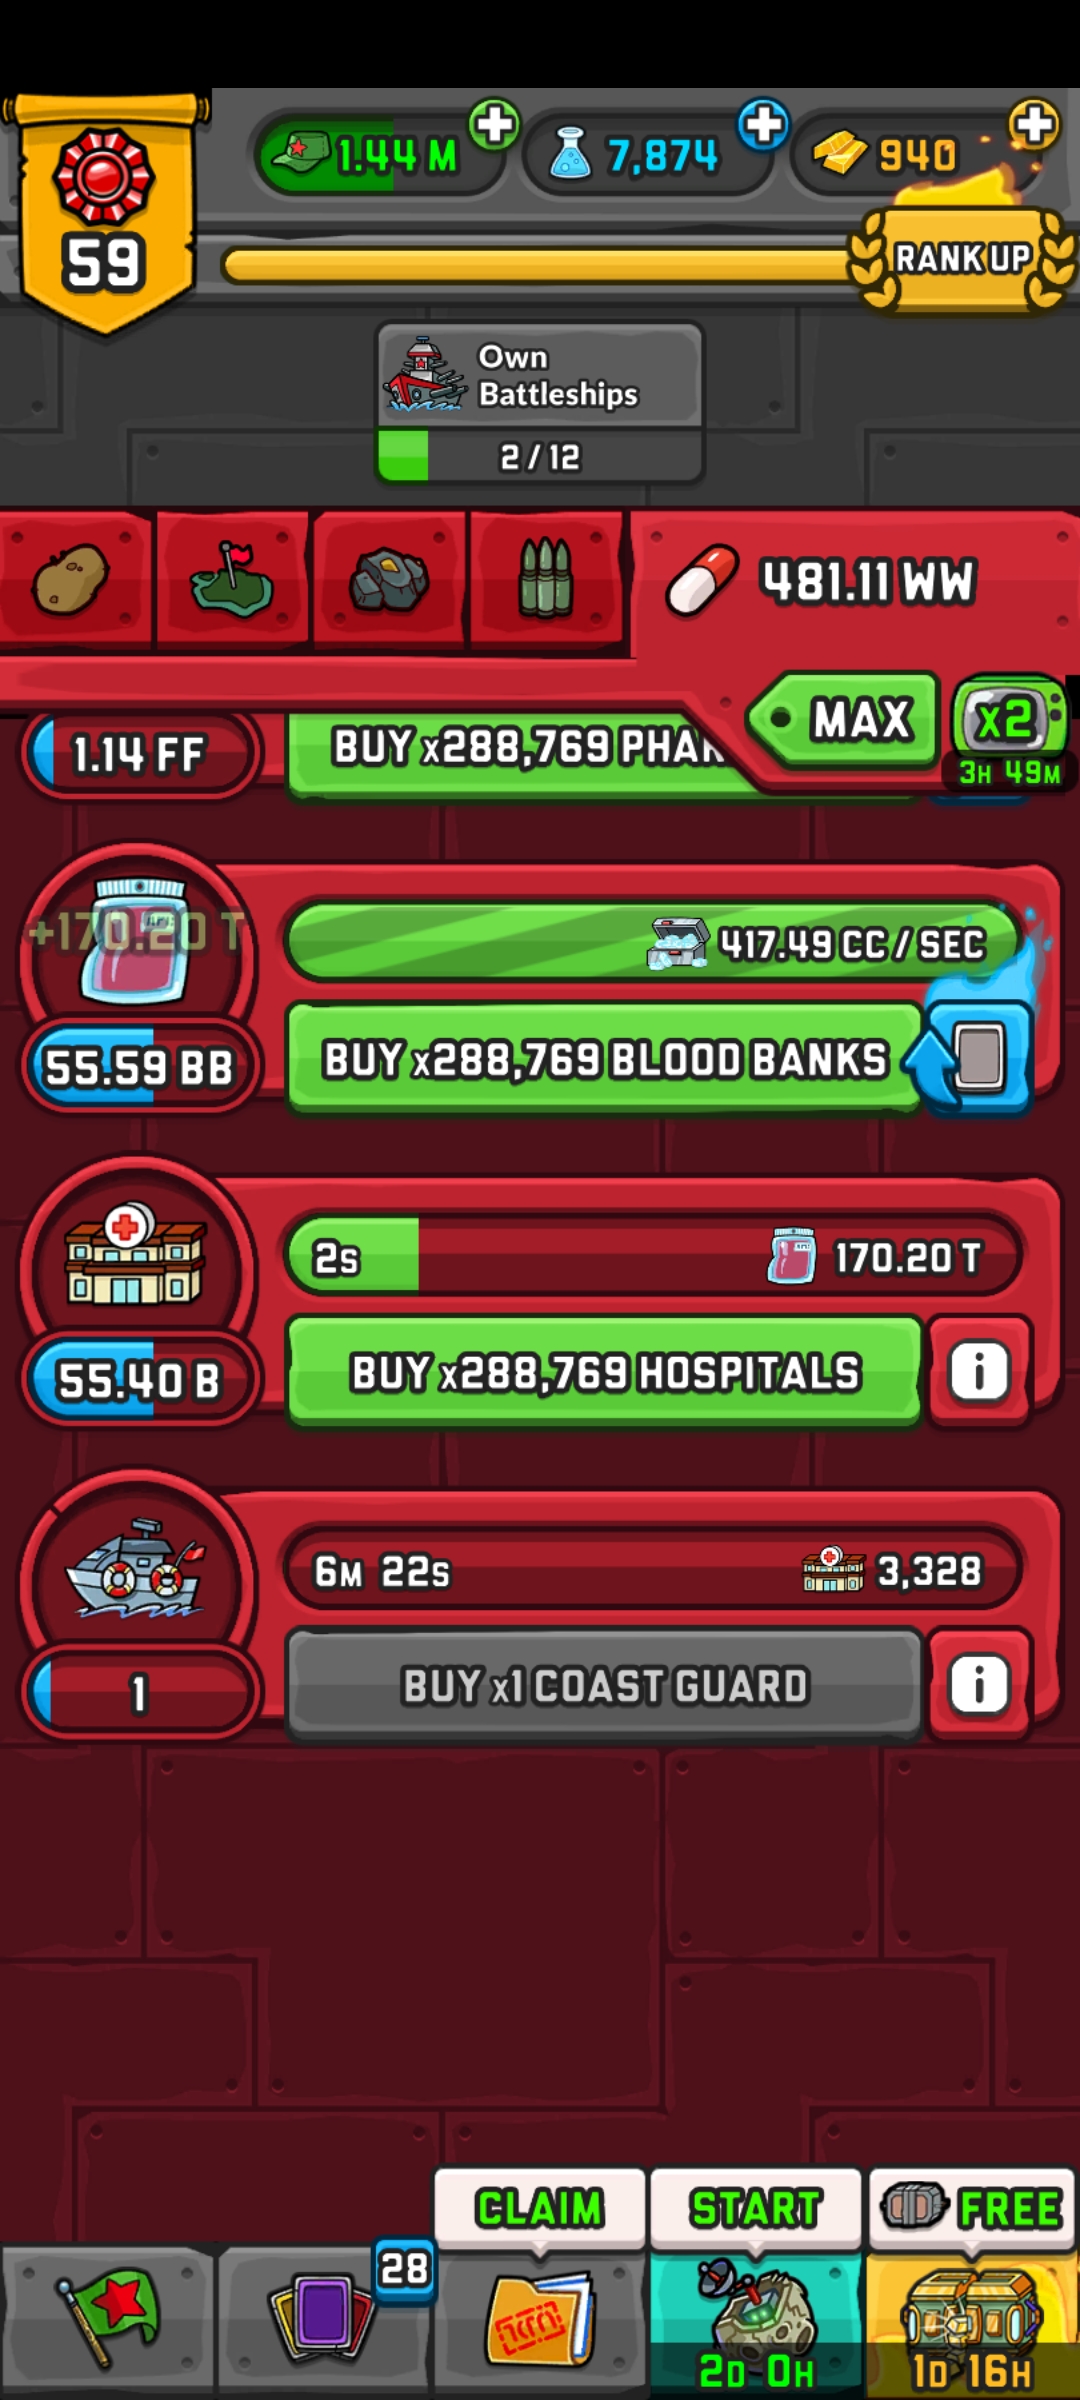 59
1.44 M
7,874
940
RANK UP
Own
Battleships
2 / 12
481.11 WW
MAX
x2
3H 49M
1.14 FF
BUY x288,769 PHAR
+170.20 T
417.49 CC / SEC
55.59 BB
BUY x288,769 BLOOD BANKS
2S
170.20 T
55.40 B
BUY x288,769 HOSPITALS
i
6M 22S
3,328
1
BUY x1 COAST GUARD
i
CLAIM
START
FREE
28
2D 0H
1D 16H